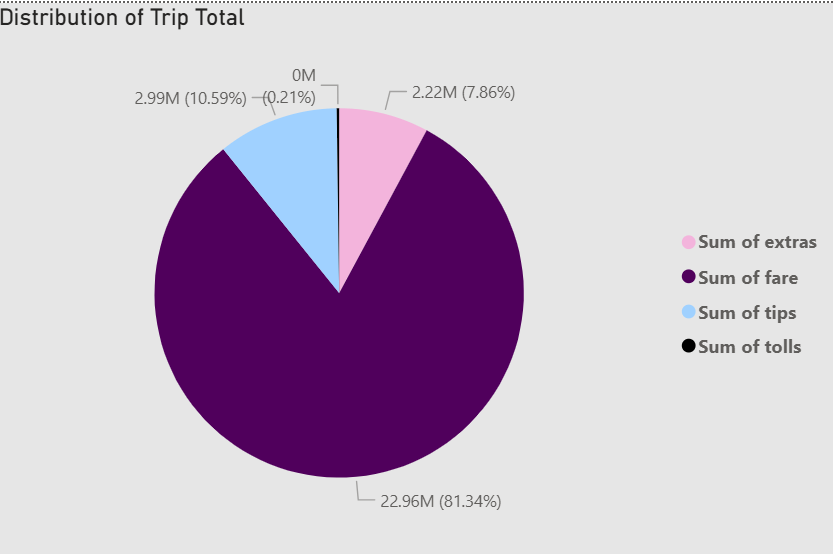 Distribution of Trip Total
0M
(0.21%)
2.99M (10.59%)
2.22M (7.86%)
Sum of extras
Sum of fare
Sum of tips
Sum of tolls
22.96M (81.34%)